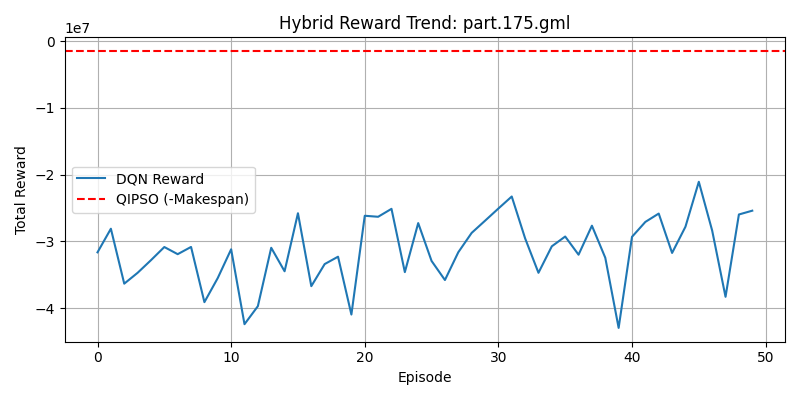 Hybrid Reward Trend: part.175.gml
1e7
0
−1
−2
−3
−4
Total Reward
DQN Reward
QIPSO (-Makespan)
0 10 20 30 40 50
Episode